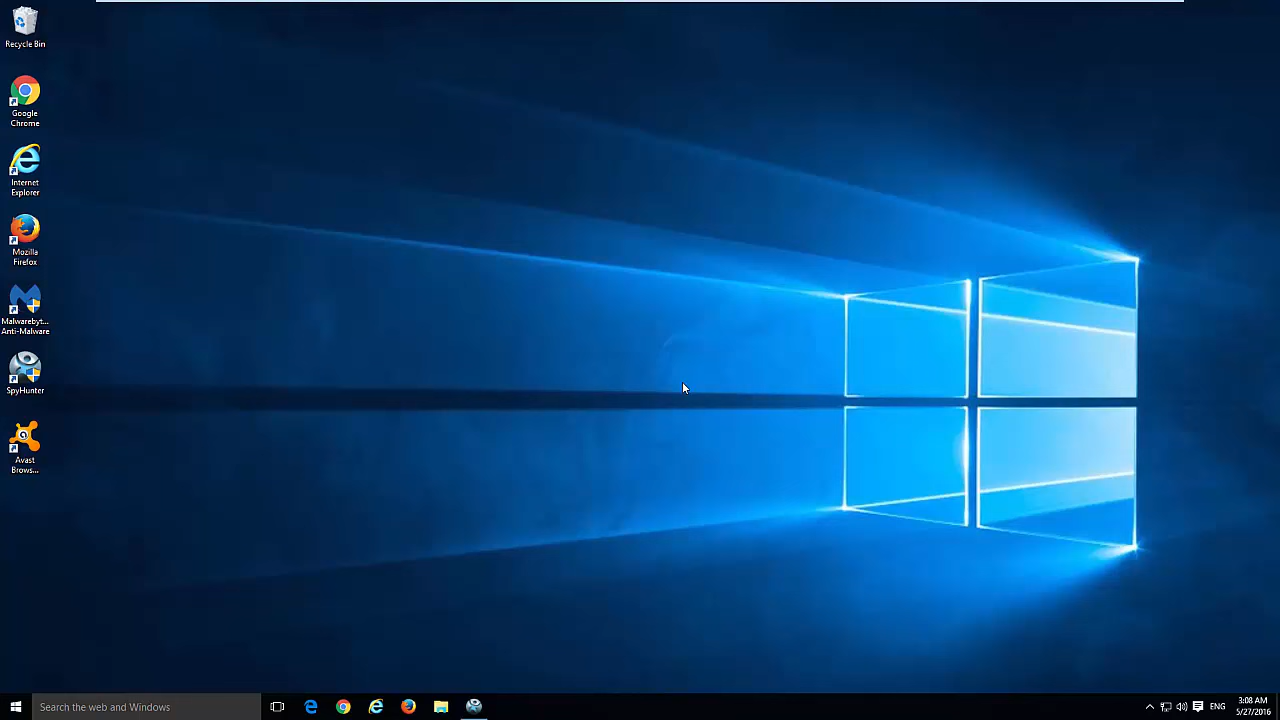 Recycle Bin
Google
Chrome
Internet
Explorer
Mozilla
Firefox
Malwareby...
Anti-Malware
SpyHunter
Avast
Brows...
Search the web and Windows
ENG
3:08 AM
5/27/2016